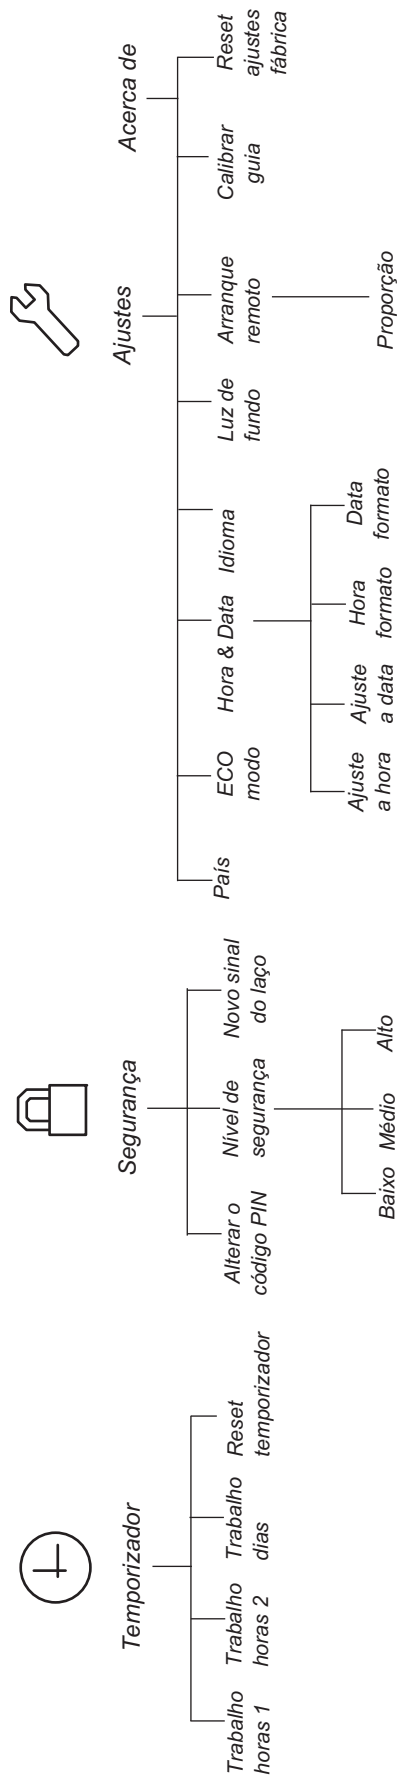 Temporizador
Trabalho
horas 1
Trabalho
horas 2
Trabalho
dias
Reset
temporizador
Segurança
Alterar o
código PIN
Nível de
segurança
Baixo
Médio
Alto
Novo sinal
do laço
Ajustes
País
ECO
modo
Hora & Data
Ajuste
a hora
Ajuste
a data
Hora
formato
Data
formato
Idioma
Luz de
fundo
Arranque
remoto
Proporção
Calibrar
guia
Reset
ajustes
fábrica
Acerca de